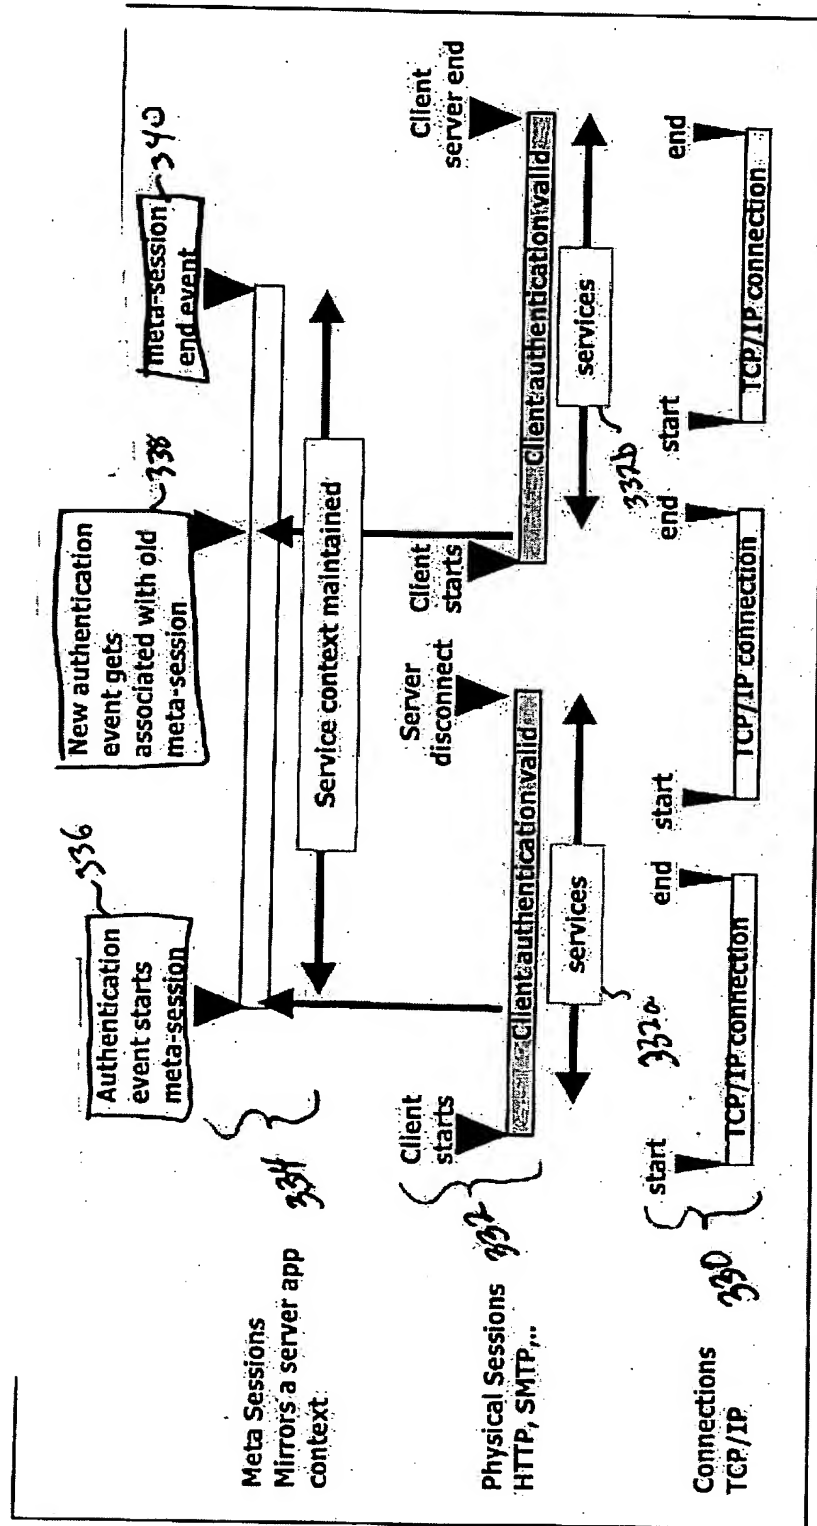 336
338
340
Authentication
event starts
meta-session
New authentication
event gets
associated with old
meta-session
meta-session
end event
Meta Sessions
Mirrors a server app
context
334
Service context maintained
Client
starts
Server
disconnect
Client
starts
Client
server end
Physical Sessions
HTTP, SMTP,..
332
Client authentication valid
Client authentication valid
services
services
332a
332b
start
end
start
end
start
end
Connections
TCP/IP
330
TCP/IP connection
TCP/IP connection
TCP/IP connection